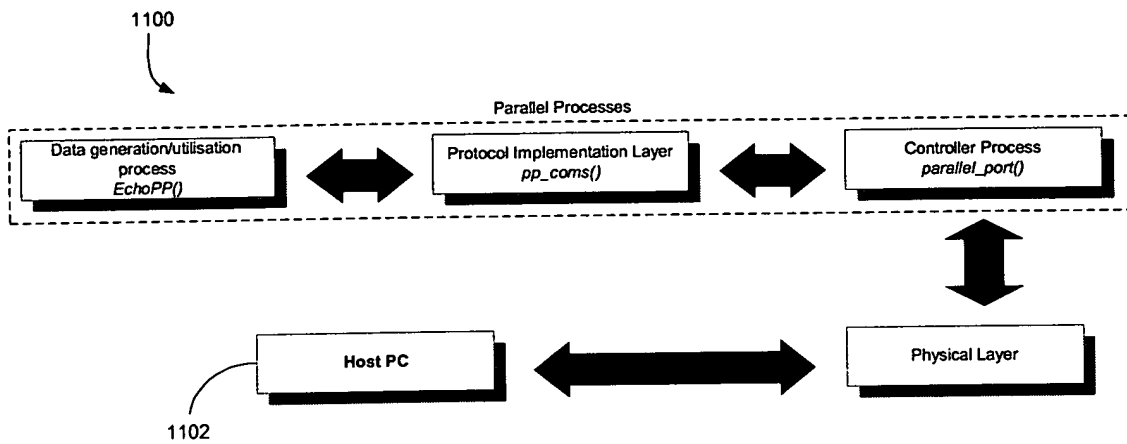 1100
Parallel Processes
Data generation/utilisation
process
EchoPP()
Protocol Implementation Layer
pp_coms()
Controller Process
parallel_port()
Host PC
Physical Layer
1102